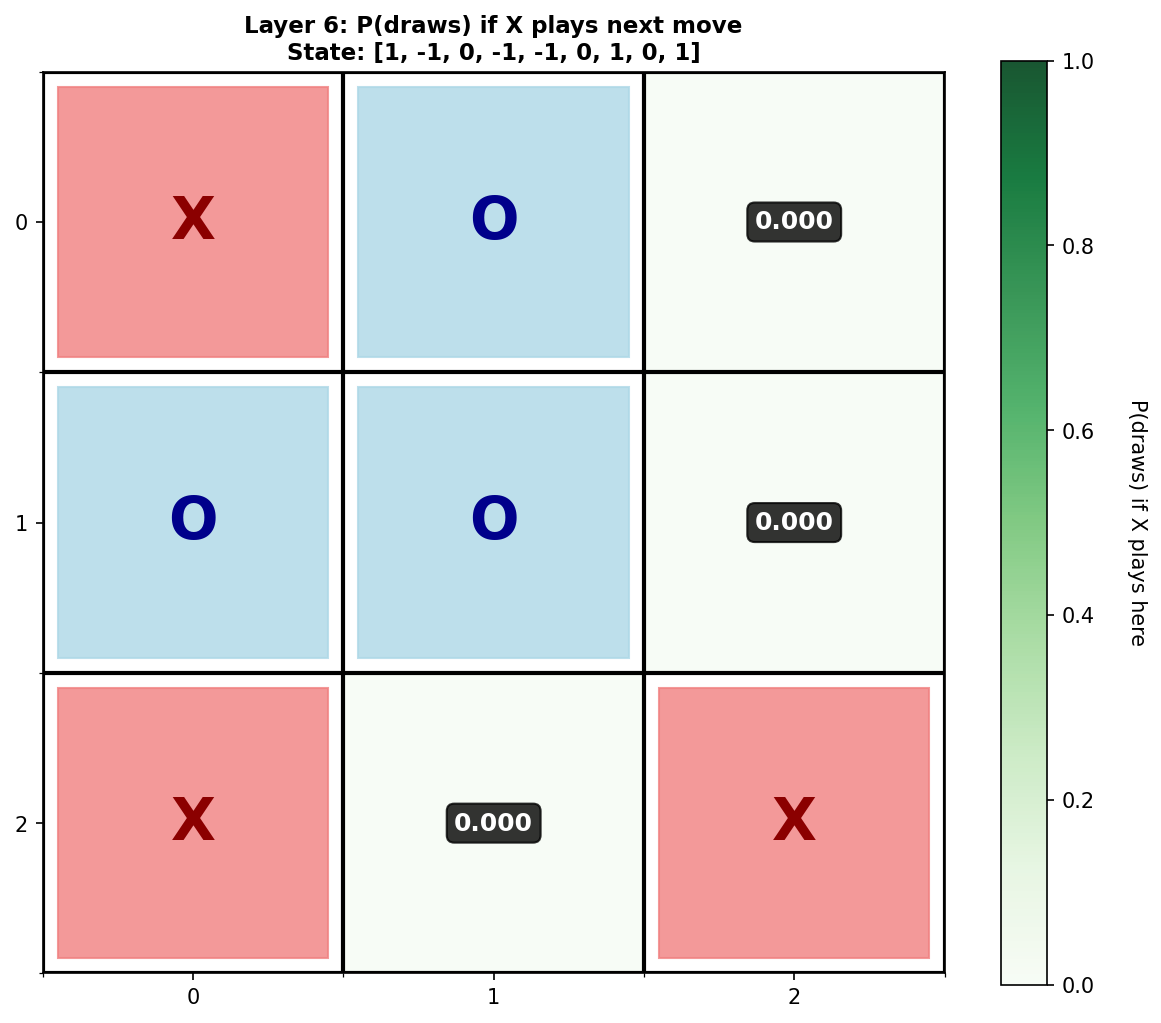 Layer 6: P(draws) if X plays next move
State: [1, -1, 0, -1, -1, 0, 1, 0, 1]
0
X
O
0.000
1
O
O
0.000
2
X
0.000
X
0
1
2
1.0
0.8
0.6
0.4
0.2
0.0
P(draws) if X plays here